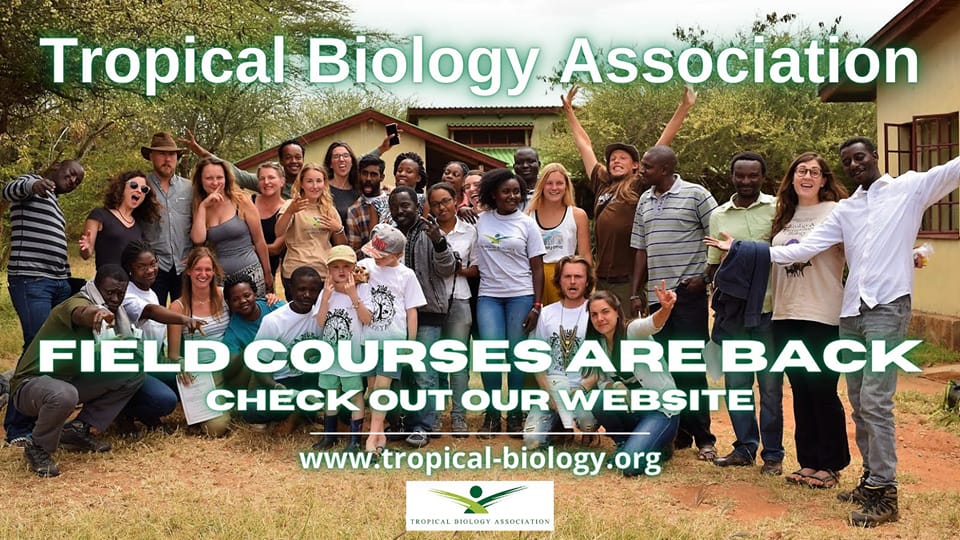 Tropical Biology Association
FIELD COURSES ARE BACK
CHECK OUT OUR WEBSITE
www.tropical-biology.org
TROPICAL BIOLOGY ASSOCIATION